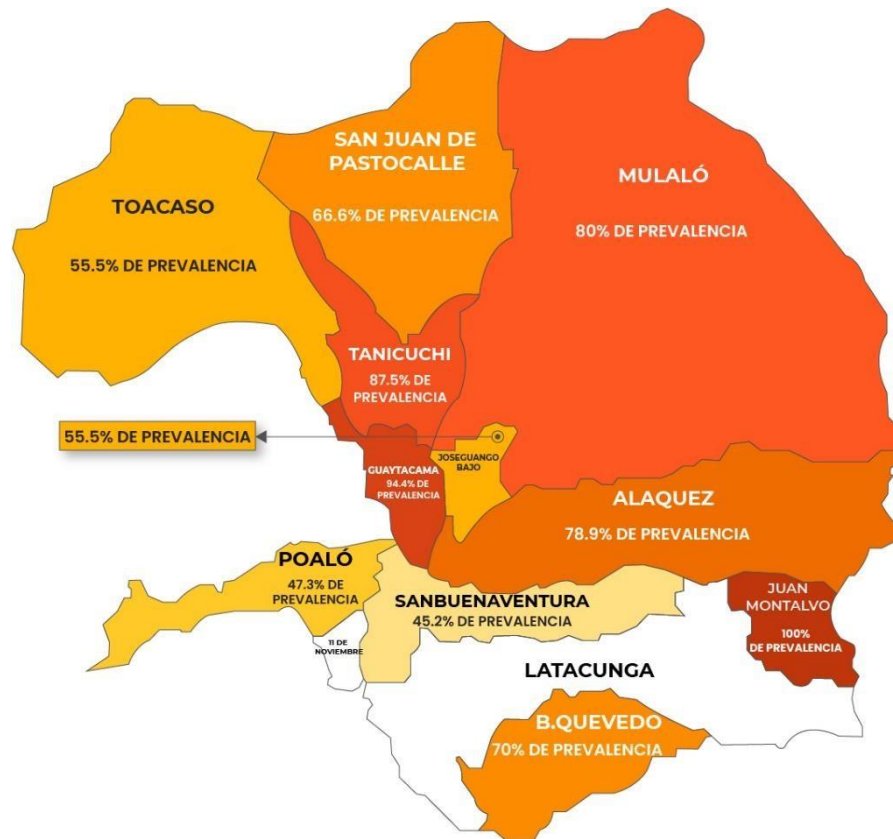 SAN JUAN DE
PASTOCALLE
66.6% DE PREVALENCIA
MULALÓ
80% DE PREVALENCIA
TOACASO
55.5% DE PREVALENCIA
TANICUCHI
87.5% DE
PREVALENCIA
55.5% DE PREVALENCIA
JOSEGUANGO
BAJO
GUAYTACAMA
94.4% DE
PREVALENCIA
ALAQUEZ
78.9% DE PREVALENCIA
POALÓ
47.3% DE
PREVALENCIA
SANBUENAVENTURA
45.2% DE PREVALENCIA
JUAN
MONTALVO
100%
DE PREVALENCIA
11 DE
NOVIEMBRE
LATACUNGA
B.QUEVEDO
70% DE PREVALENCIA